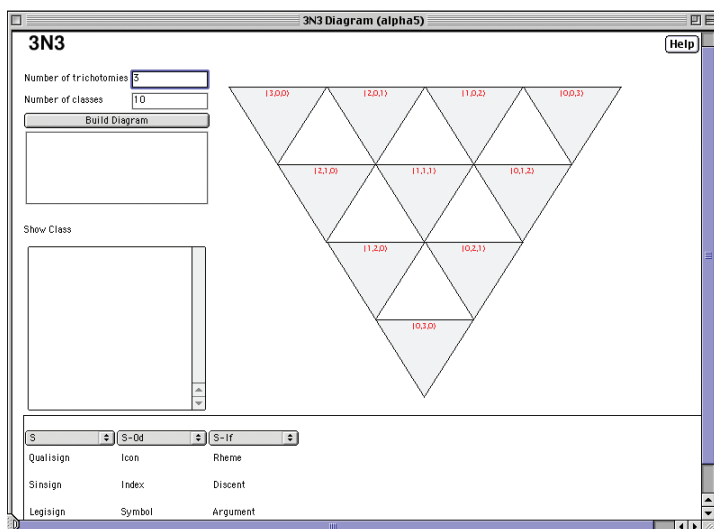 3N3 Diagram (alpha5)
3N3
Help
Number of trichotomies 3
Number of classes 10
Build Diagram
Show Class
(3,0,0) (2,0,1) (1,0,2) (0,0,3)
(2,1,0) (1,1,1) (0,1,2)
(1,2,0) (0,2,1)
(0,3,0)
S S-Od S-If
Qualisign Icon Rheme
Sinsign Index Discent
Legisign Symbol Argument